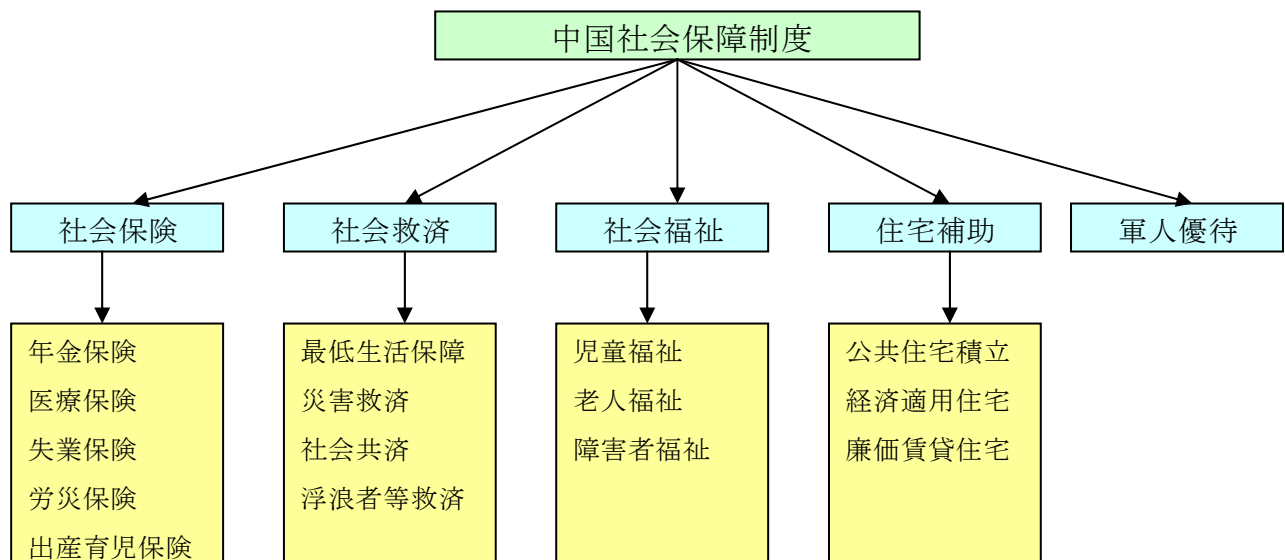 中国社会保障制度
社会保険
社会救済
社会福祉
住宅補助
軍人優待
年金保険
医療保険
失業保険
労災保険
出産育児保険
最低生活保障
災害救済
社会共済
浮浪者等救済
児童福祉
老人福祉
障害者福祉
公共住宅積立
経済適用住宅
廉価賃貸住宅